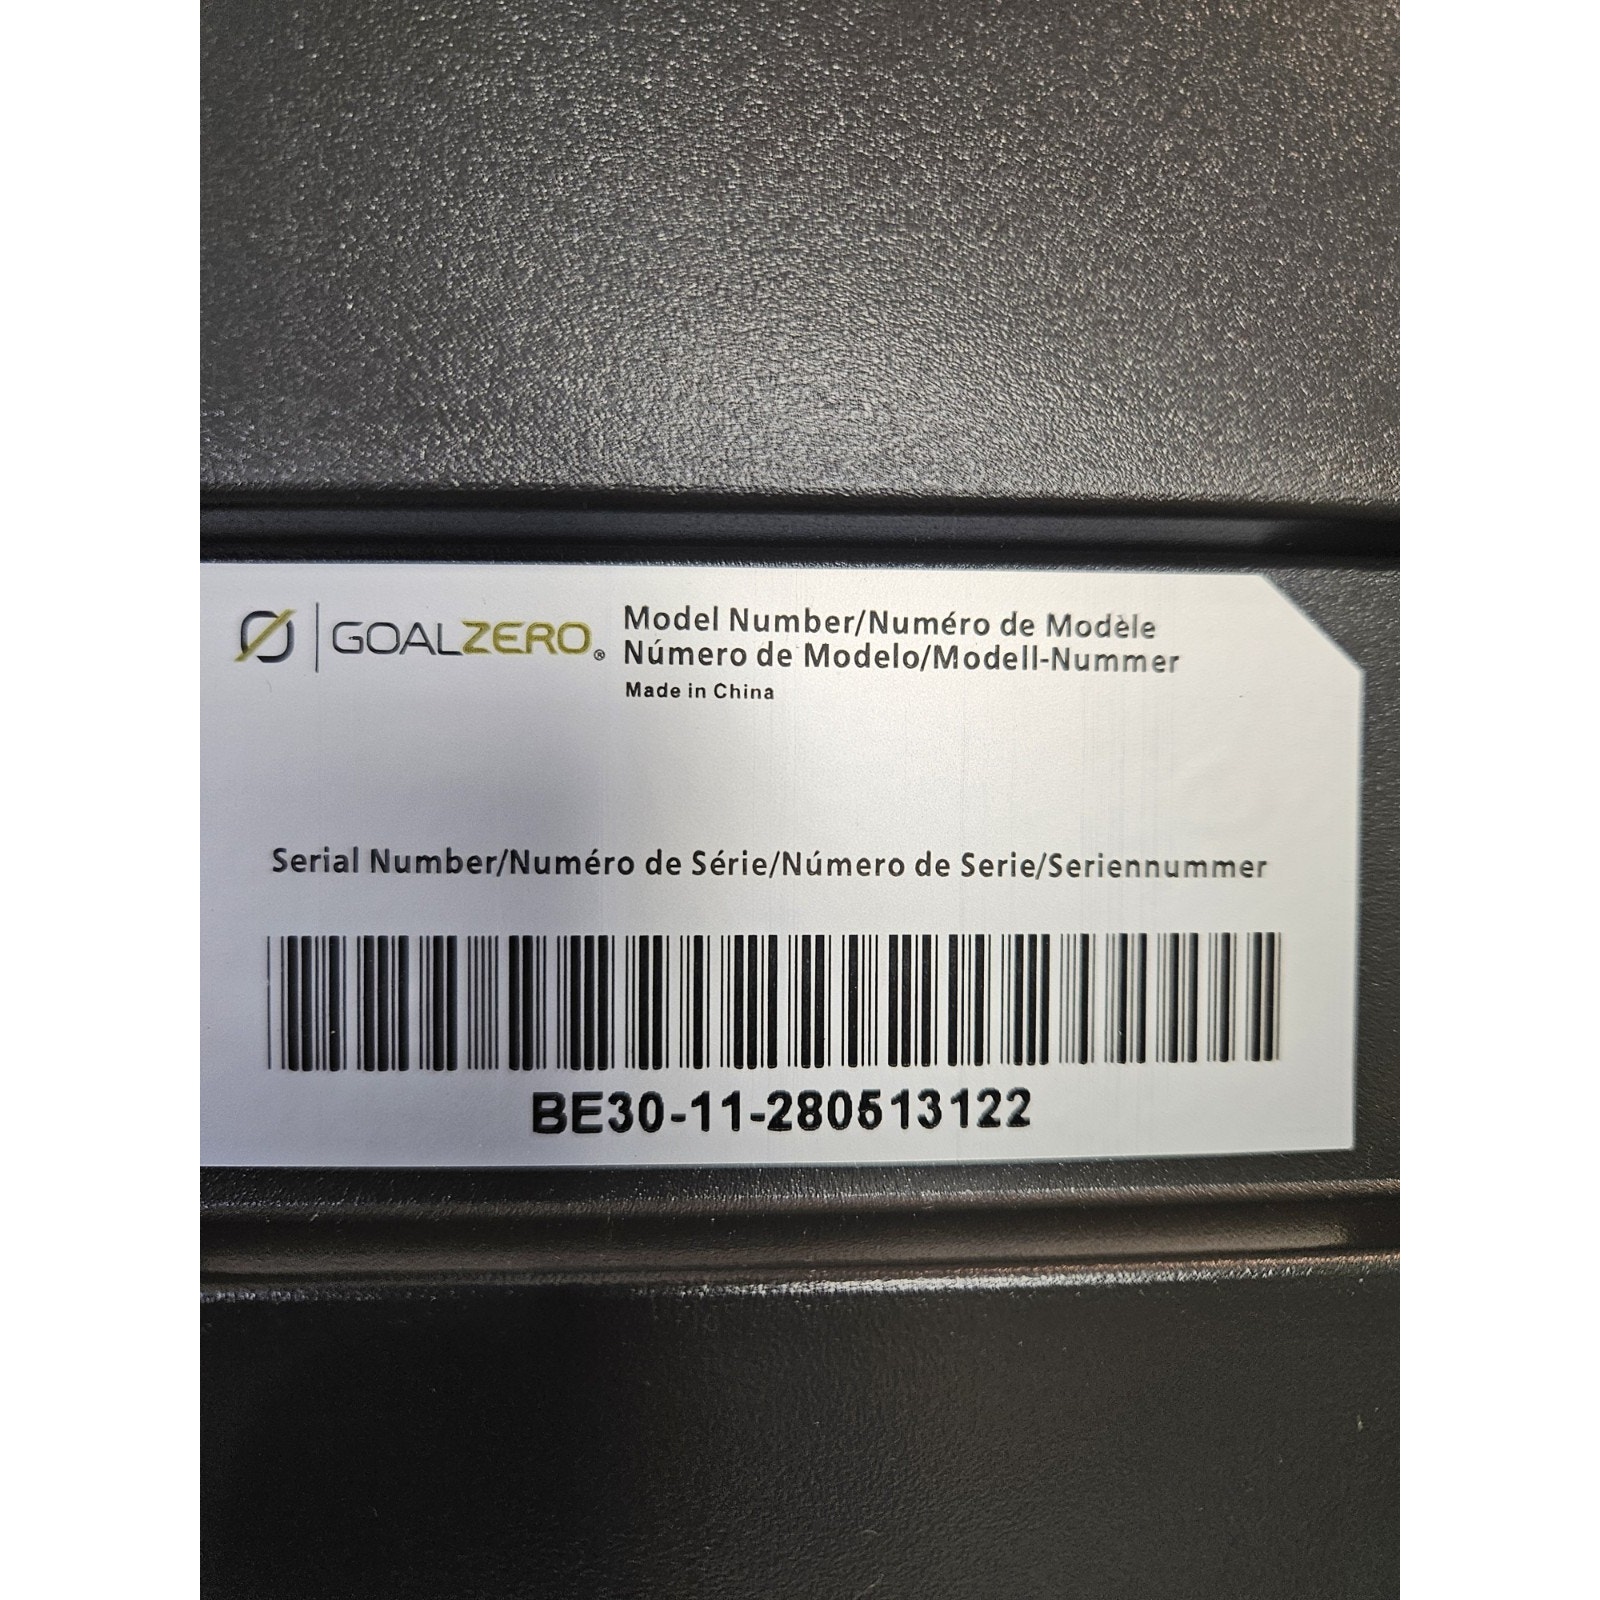 GOALZERO®
Model Number/Numéro de Modèle
Número de Modelo/Modell-Nummer
Made in China
Serial Number/Numéro de Série/Número de Serie/Seriennummer
BE30-11-280513122